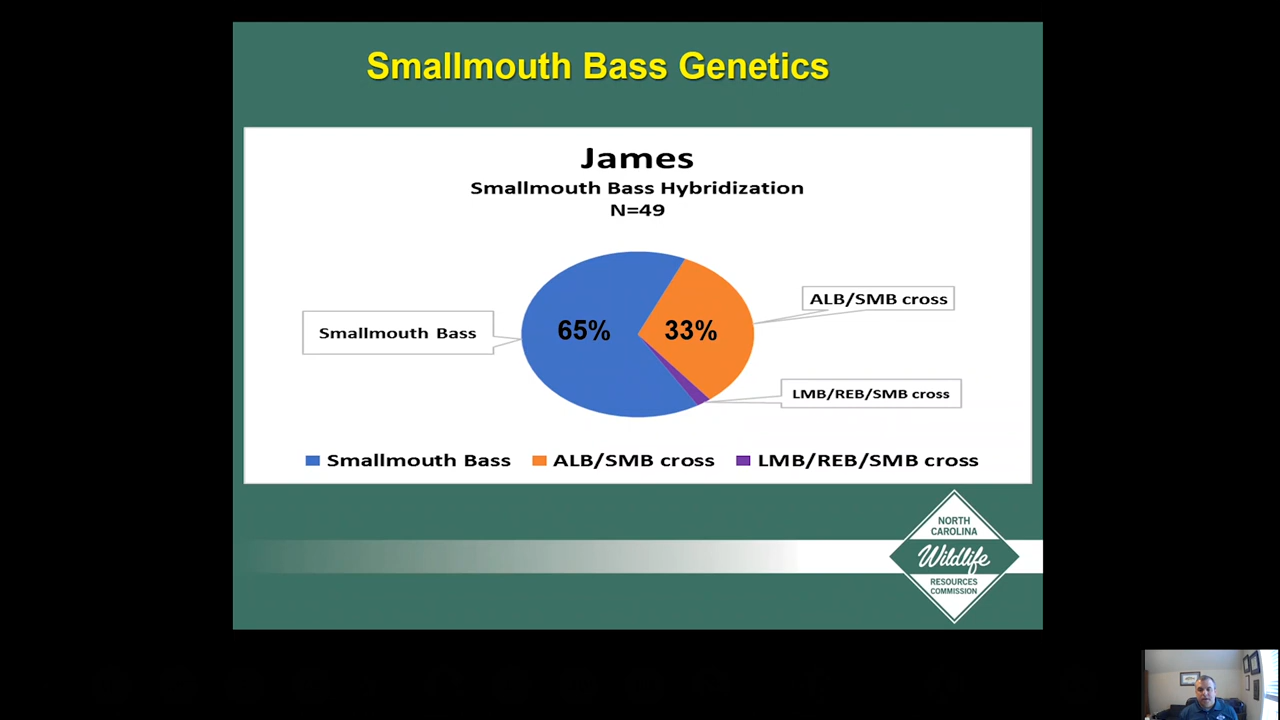 Smallmouth Bass Genetics
James
Smallmouth Bass Hybridization
N=49
ALB/SMB cross
Smallmouth Bass
65%
33%
LMB/REB/SMB cross
Smallmouth Bass
ALB/SMB cross
LMB/REB/SMB cross
NORTH
CAROLINA
Wildlife
RESOURCES
COMMISSION